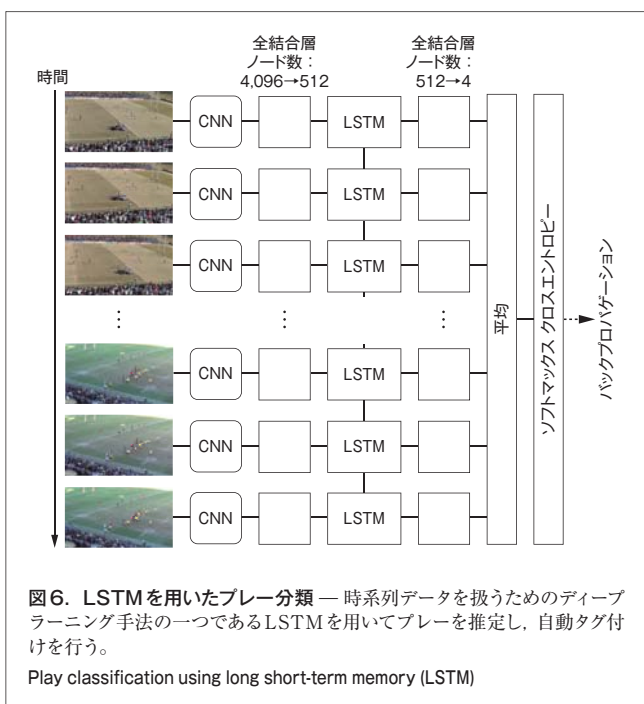 全結合層
ノード数：
4,096→512
全結合層
ノード数：
512→4
時間
CNN
LSTM
CNN
LSTM
CNN
LSTM
⋮
⋮
⋮
CNN
LSTM
CNN
LSTM
CNN
LSTM
平均
ソフトマックス クロスエントロピー
バックプロパゲーション
図6. LSTMを用いたプレー分類 — 時系列データを扱うためのディープ
ラーニング手法の一つであるLSTMを用いてプレーを推定し，自動タグ付
けを行う。
Play classification using long short-term memory (LSTM)